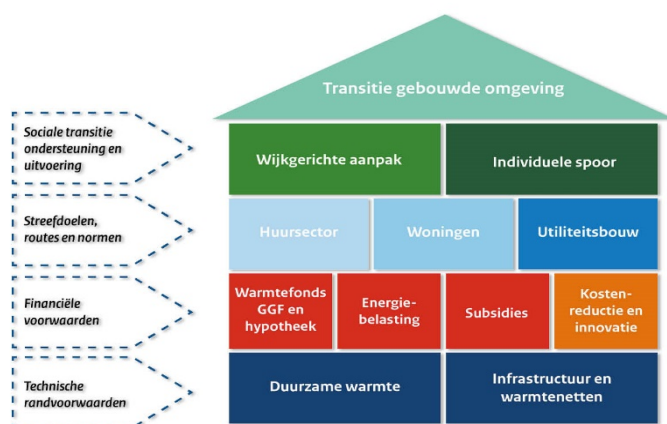 Transitie gebouwde omgeving
Sociale transitie
ondersteuning en
uitvoering
Wijkgerichte aanpak
Individuele spoor
Streefdoelen,
routes en normen
Huursector
Woningen
Utiliteitsbouw
Financiële
voorwaarden
Warmtefonds
GGF en
hypotheek
Energie-
belasting
Subsidies
Kosten-
reductie en
innovatie
Technische
randvoorwaarden
Duurzame warmte
Infrastructuur en
warmtenetten